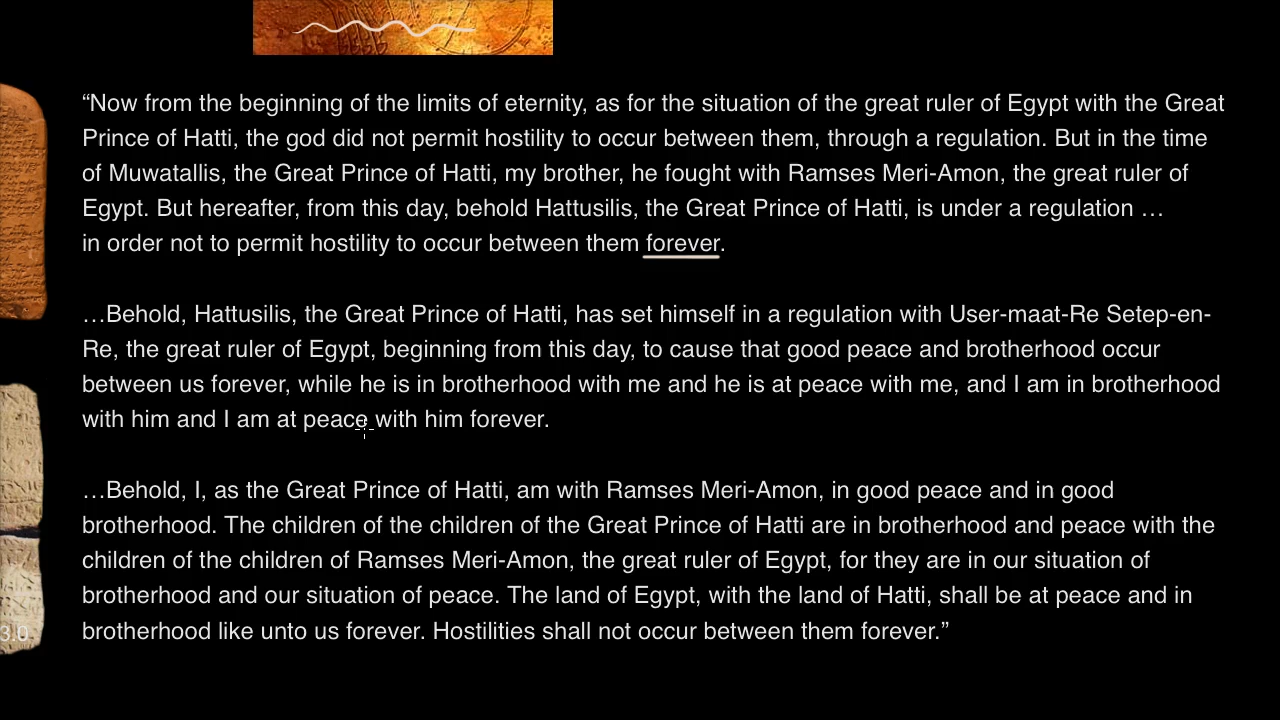 “Now from the beginning of the limits of eternity, as for the situation of the great ruler of Egypt with the Great
Prince of Hatti, the god did not permit hostility to occur between them, through a regulation. But in the time
of Muwatallis, the Great Prince of Hatti, my brother, he fought with Ramses Meri-Amon, the great ruler of
Egypt. But hereafter, from this day, behold Hattusilis, the Great Prince of Hatti, is under a regulation …
in order not to permit hostility to occur between them forever.
…Behold, Hattusilis, the Great Prince of Hatti, has set himself in a regulation with User-maat-Re Setep-en-
Re, the great ruler of Egypt, beginning from this day, to cause that good peace and brotherhood occur
between us forever, while he is in brotherhood with me and he is at peace with me, and I am in brotherhood
with him and I am at peace with him forever.
…Behold, I, as the Great Prince of Hatti, am with Ramses Meri-Amon, in good peace and in good
brotherhood. The children of the children of the Great Prince of Hatti are in brotherhood and peace with the
children of the children of Ramses Meri-Amon, the great ruler of Egypt, for they are in our situation of
brotherhood and our situation of peace. The land of Egypt, with the land of Hatti, shall be at peace and in
brotherhood like unto us forever. Hostilities shall not occur between them forever.”
3.0